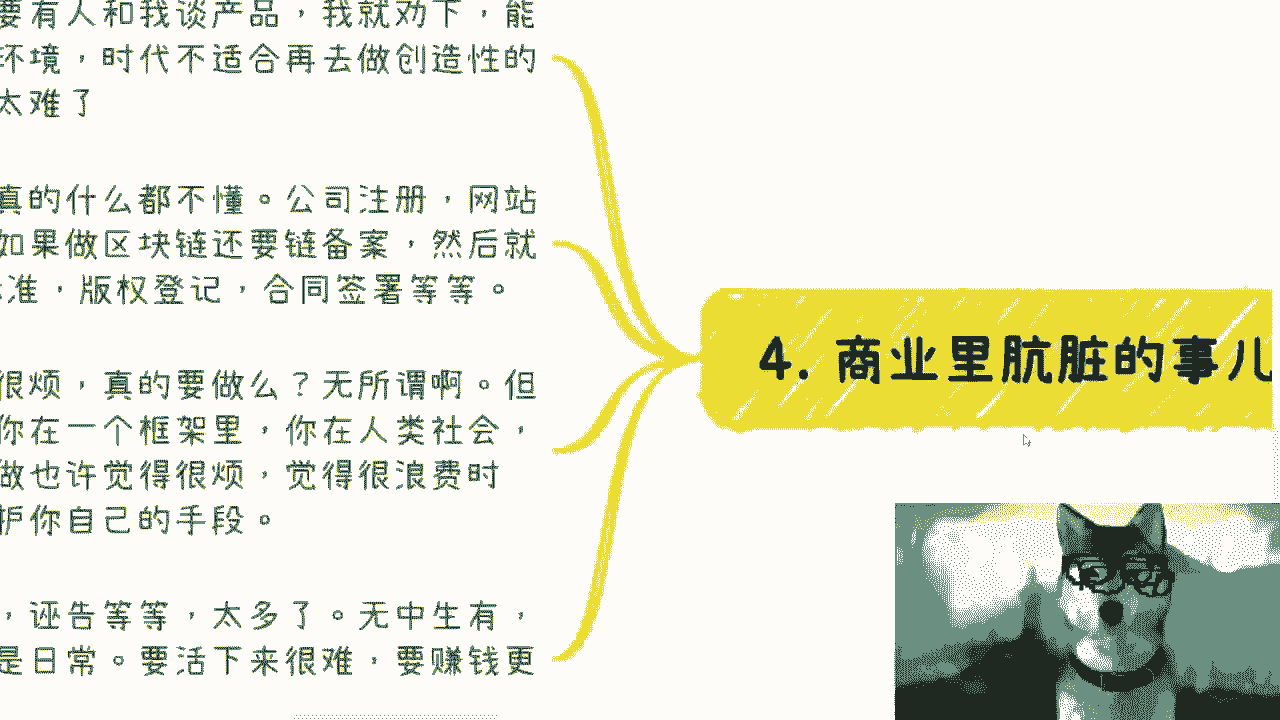 要有人和我谈产品，我就劝下，能
环境，时代不适合再去做创造性的
太难了
真的什么都不懂。公司注册，网站
如果做区块链还要链备案，然后就
准，版权登记，合同签署等等。
很烦，真的要做么？无所谓啊。但
你在一个框架里，你在人类社会，
做也许觉得很烦，觉得很浪费时
护你自己的手段。
，诬告等等，太多了。无中生有，
是日常。要活下来很难，要赚钱更
4. 商业里肮脏的事儿